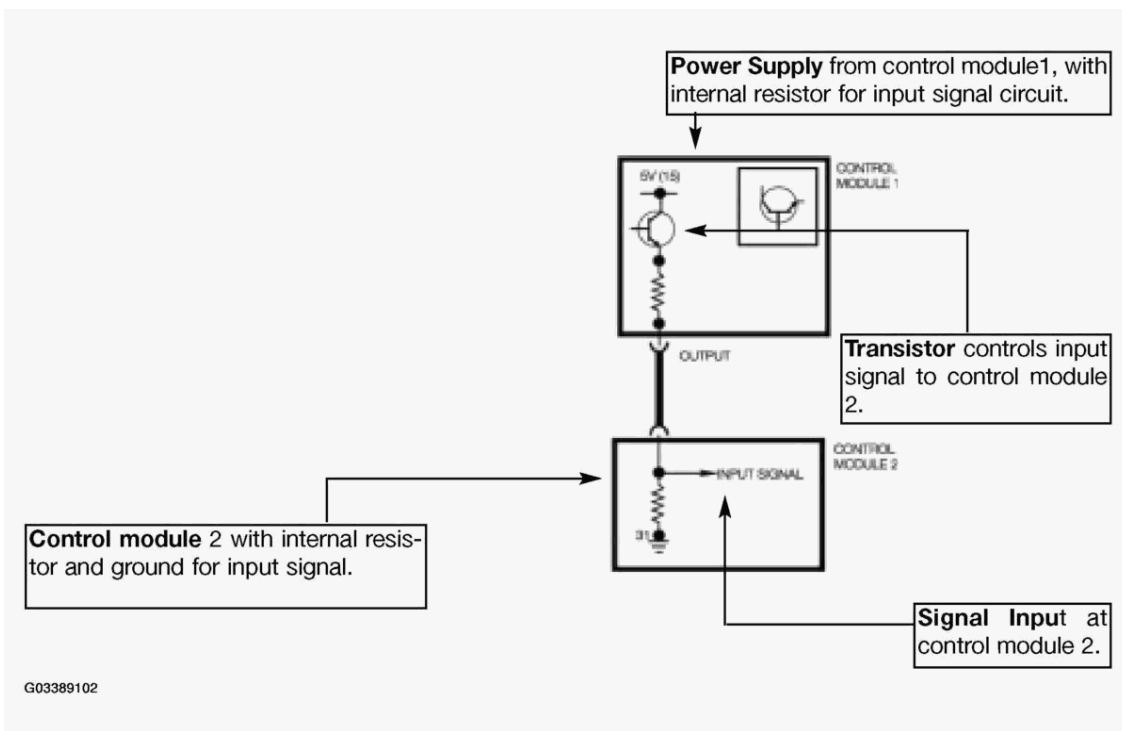 Power Supply from control module1, with
internal resistor for input signal circuit.
CONTROL
MODULE 1
5V (15)
OUTPUT
Transistor controls input
signal to control module
2.
CONTROL
MODULE 2
INPUT SIGNAL
31
Control module 2 with internal resis-
tor and ground for input signal.
Signal Input at
control module 2.
G03389102